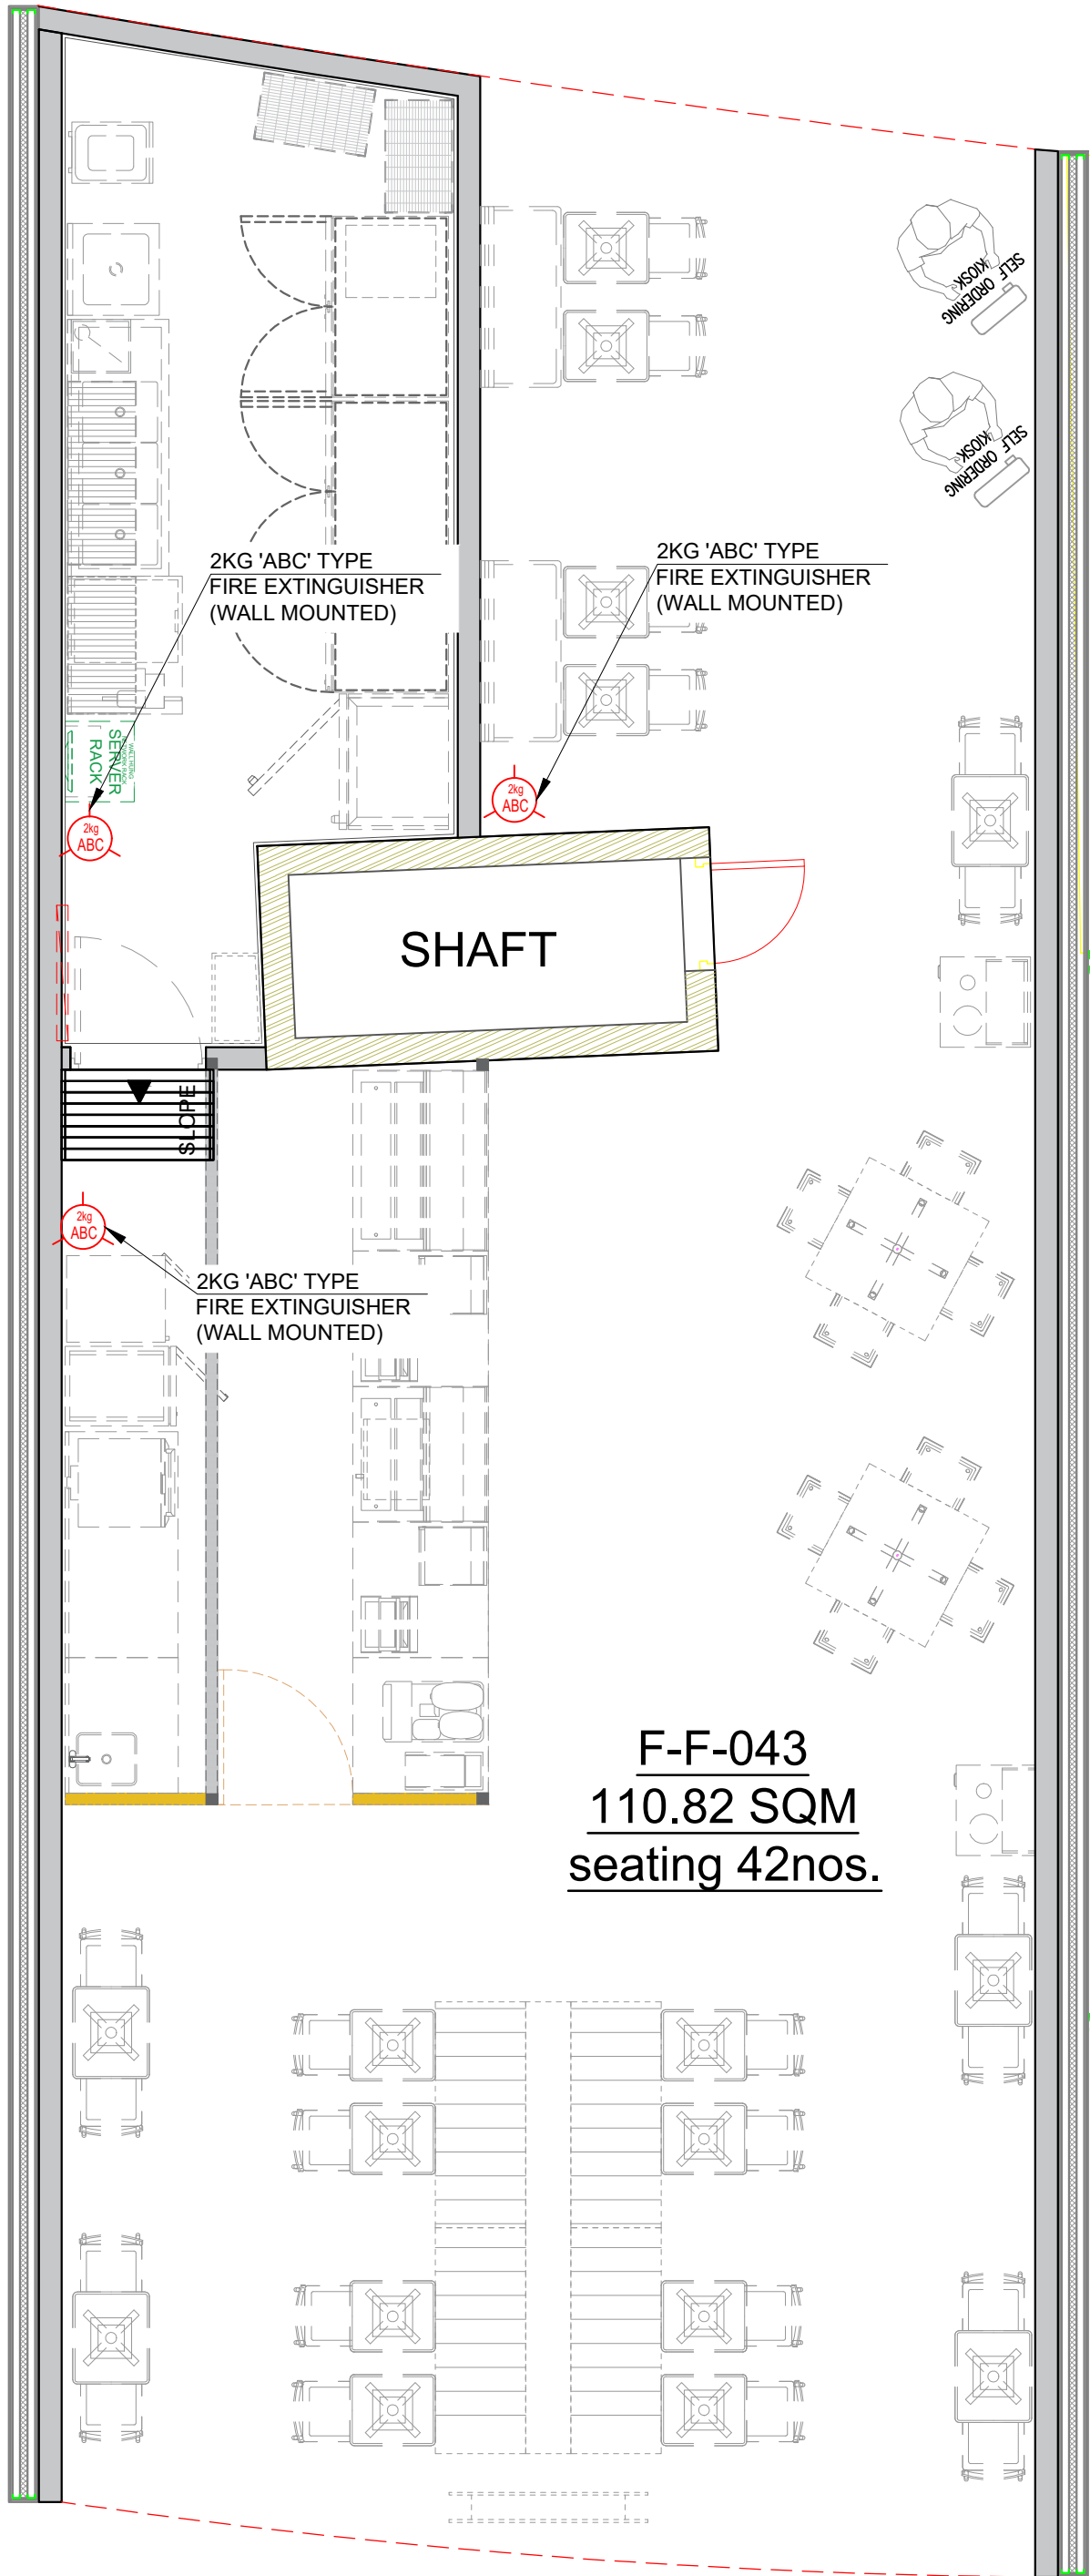 SELF ORDERING
KIOSK
SELF ORDERING
KIOSK
2KG 'ABC' TYPE
FIRE EXTINGUISHER
(WALL MOUNTED)
2KG 'ABC' TYPE
FIRE EXTINGUISHER
(WALL MOUNTED)
WALL HUNG
SERVER
RACK
2kg
ABC
2kg
ABC
SHAFT
SLOPE
2kg
ABC
2KG 'ABC' TYPE
FIRE EXTINGUISHER
(WALL MOUNTED)
F-F-043
110.82 SQM
seating 42nos.